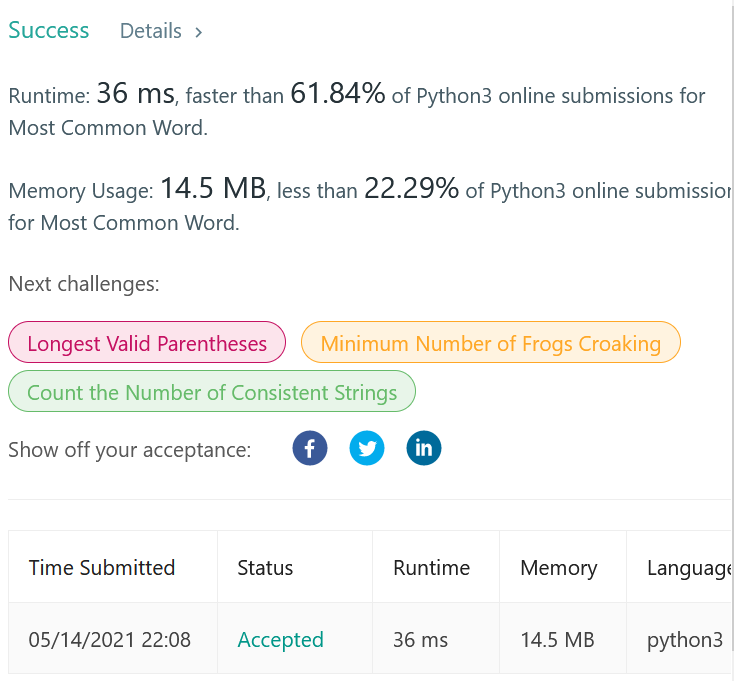 Success Details >
Runtime: 36 ms, faster than 61.84% of Python3 online submissions for
Most Common Word.
Memory Usage: 14.5 MB, less than 22.29% of Python3 online submission
for Most Common Word.
Next challenges:
Longest Valid Parentheses Minimum Number of Frogs Croaking
Count the Number of Consistent Strings
Show off your acceptance: f in
Time Submitted Status Runtime Memory Language
05/14/2021 22:08 Accepted 36 ms 14.5 MB python3